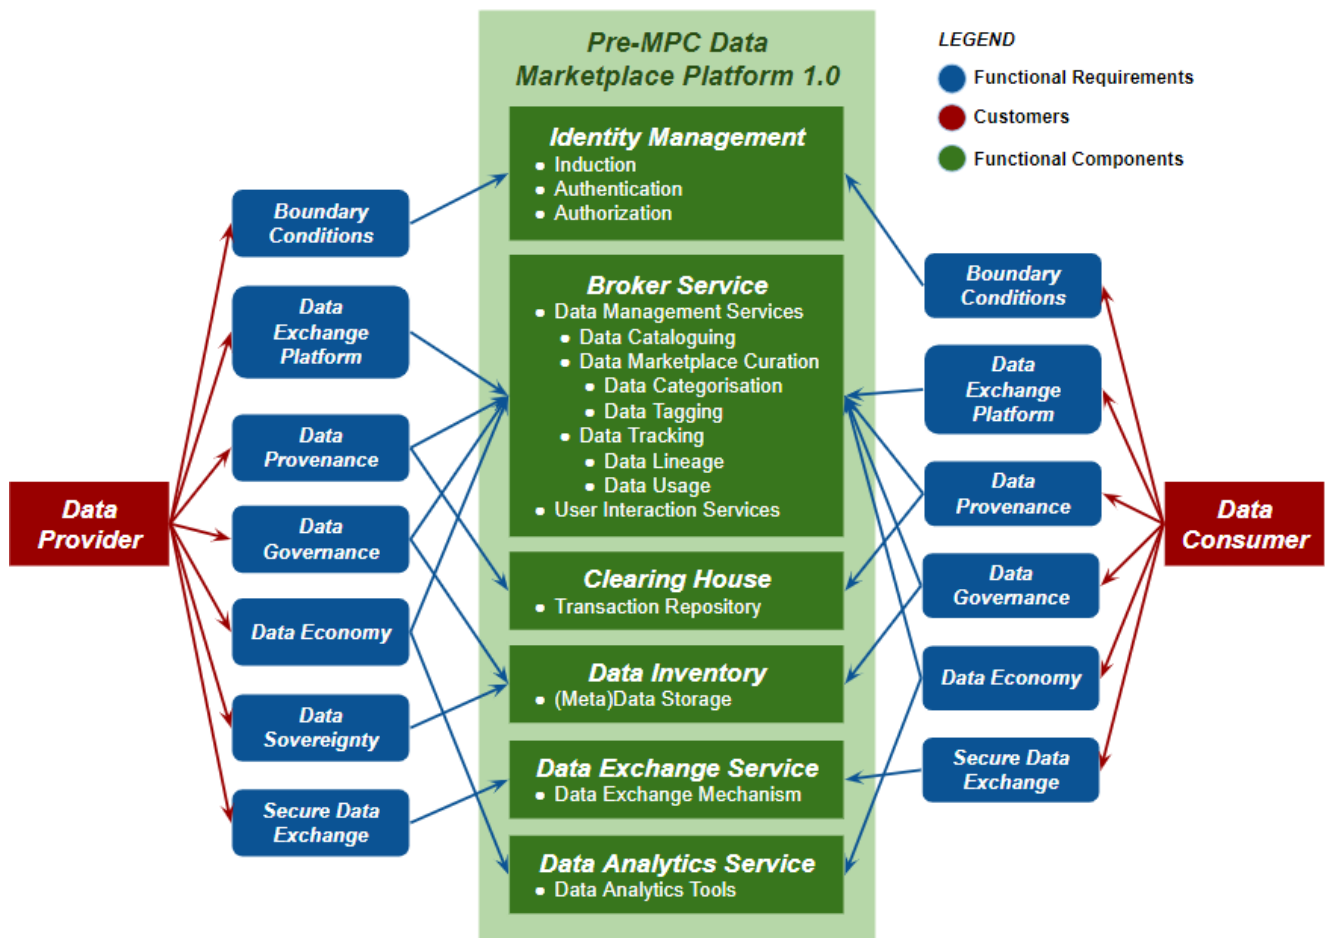 Pre-MPC Data
Marketplace Platform 1.0
LEGEND
Functional Requirements
Customers
Functional Components
Identity Management
• Induction
• Authentication
• Authorization
Broker Service
• Data Management Services
• Data Cataloguing
• Data Marketplace Curation
• Data Categorisation
• Data Tagging
• Data Tracking
• Data Lineage
• Data Usage
• User Interaction Services
Clearing House
• Transaction Repository
Data Inventory
• (Meta)Data Storage
Data Exchange Service
• Data Exchange Mechanism
Data Analytics Service
• Data Analytics Tools
Data
Provider
Boundary
Conditions
Data
Exchange
Platform
Data
Provenance
Data
Governance
Data Economy
Data
Sovereignty
Secure Data
Exchange
Boundary
Conditions
Data
Exchange
Platform
Data
Provenance
Data
Governance
Data Economy
Secure Data
Exchange
Data
Consumer